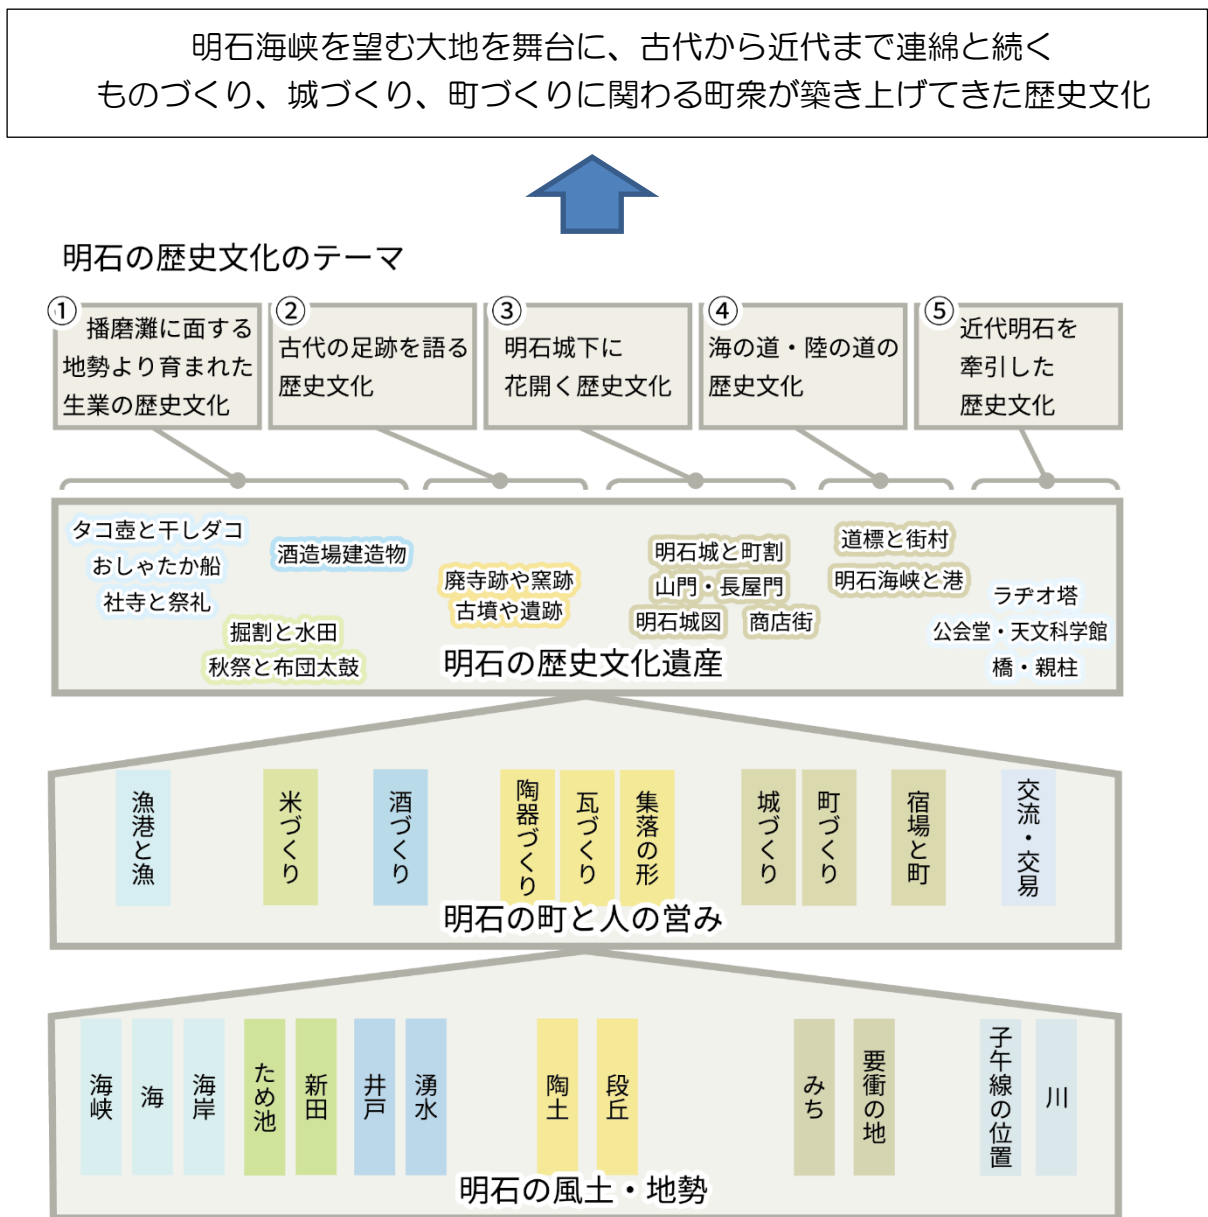 明石海峡を望む大地を舞台に、古代から近代まで連綿と続く
ものづくり、城づくり、町づくりに関わる町衆が築き上げてきた歴史文化
明石の歴史文化のテーマ
①
播磨灘に面する
地勢より育まれた
生業の歴史文化
②
古代の足跡を語る
歴史文化
③
明石城下に
花開く歴史文化
④
海の道・陸の道の
歴史文化
⑤
近代明石を
牽引した
歴史文化
タコ壺と干しダコ
おしゃたか船
社寺と祭礼
酒造場建造物
掘割と水田
秋祭と布団太鼓
廃寺跡や窯跡
古墳や遺跡
明石城と町割
山門・長屋門
明石城図
商店街
道標と街村
明石海峡と港
ラヂオ塔
公会堂・天文科学館
橋・親柱
明石の歴史文化遺産
漁港と漁
米づくり
酒づくり
陶器づくり
瓦づくり
集落の形
城づくり
町づくり
宿場と町
交流・交易
明石の町と人の営み
海峡
海
海岸
ため池
新田
井戸
湧水
陶土
段丘
みち
要衝の地
子午線の位置
川
明石の風土・地勢